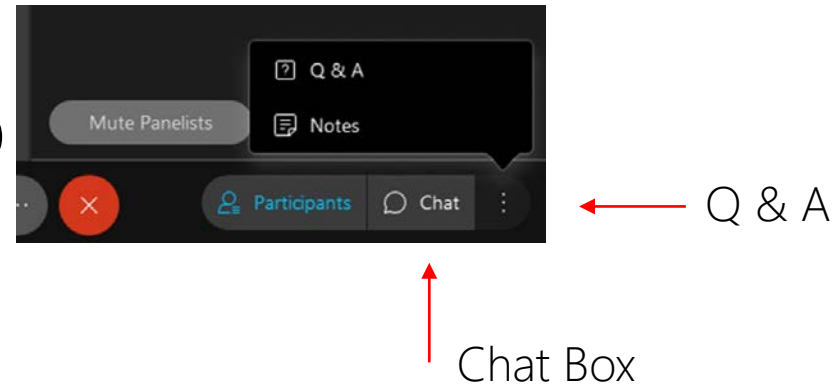 Q & A
Mute Panelists
Notes
Participants
Chat
Q & A
Chat Box